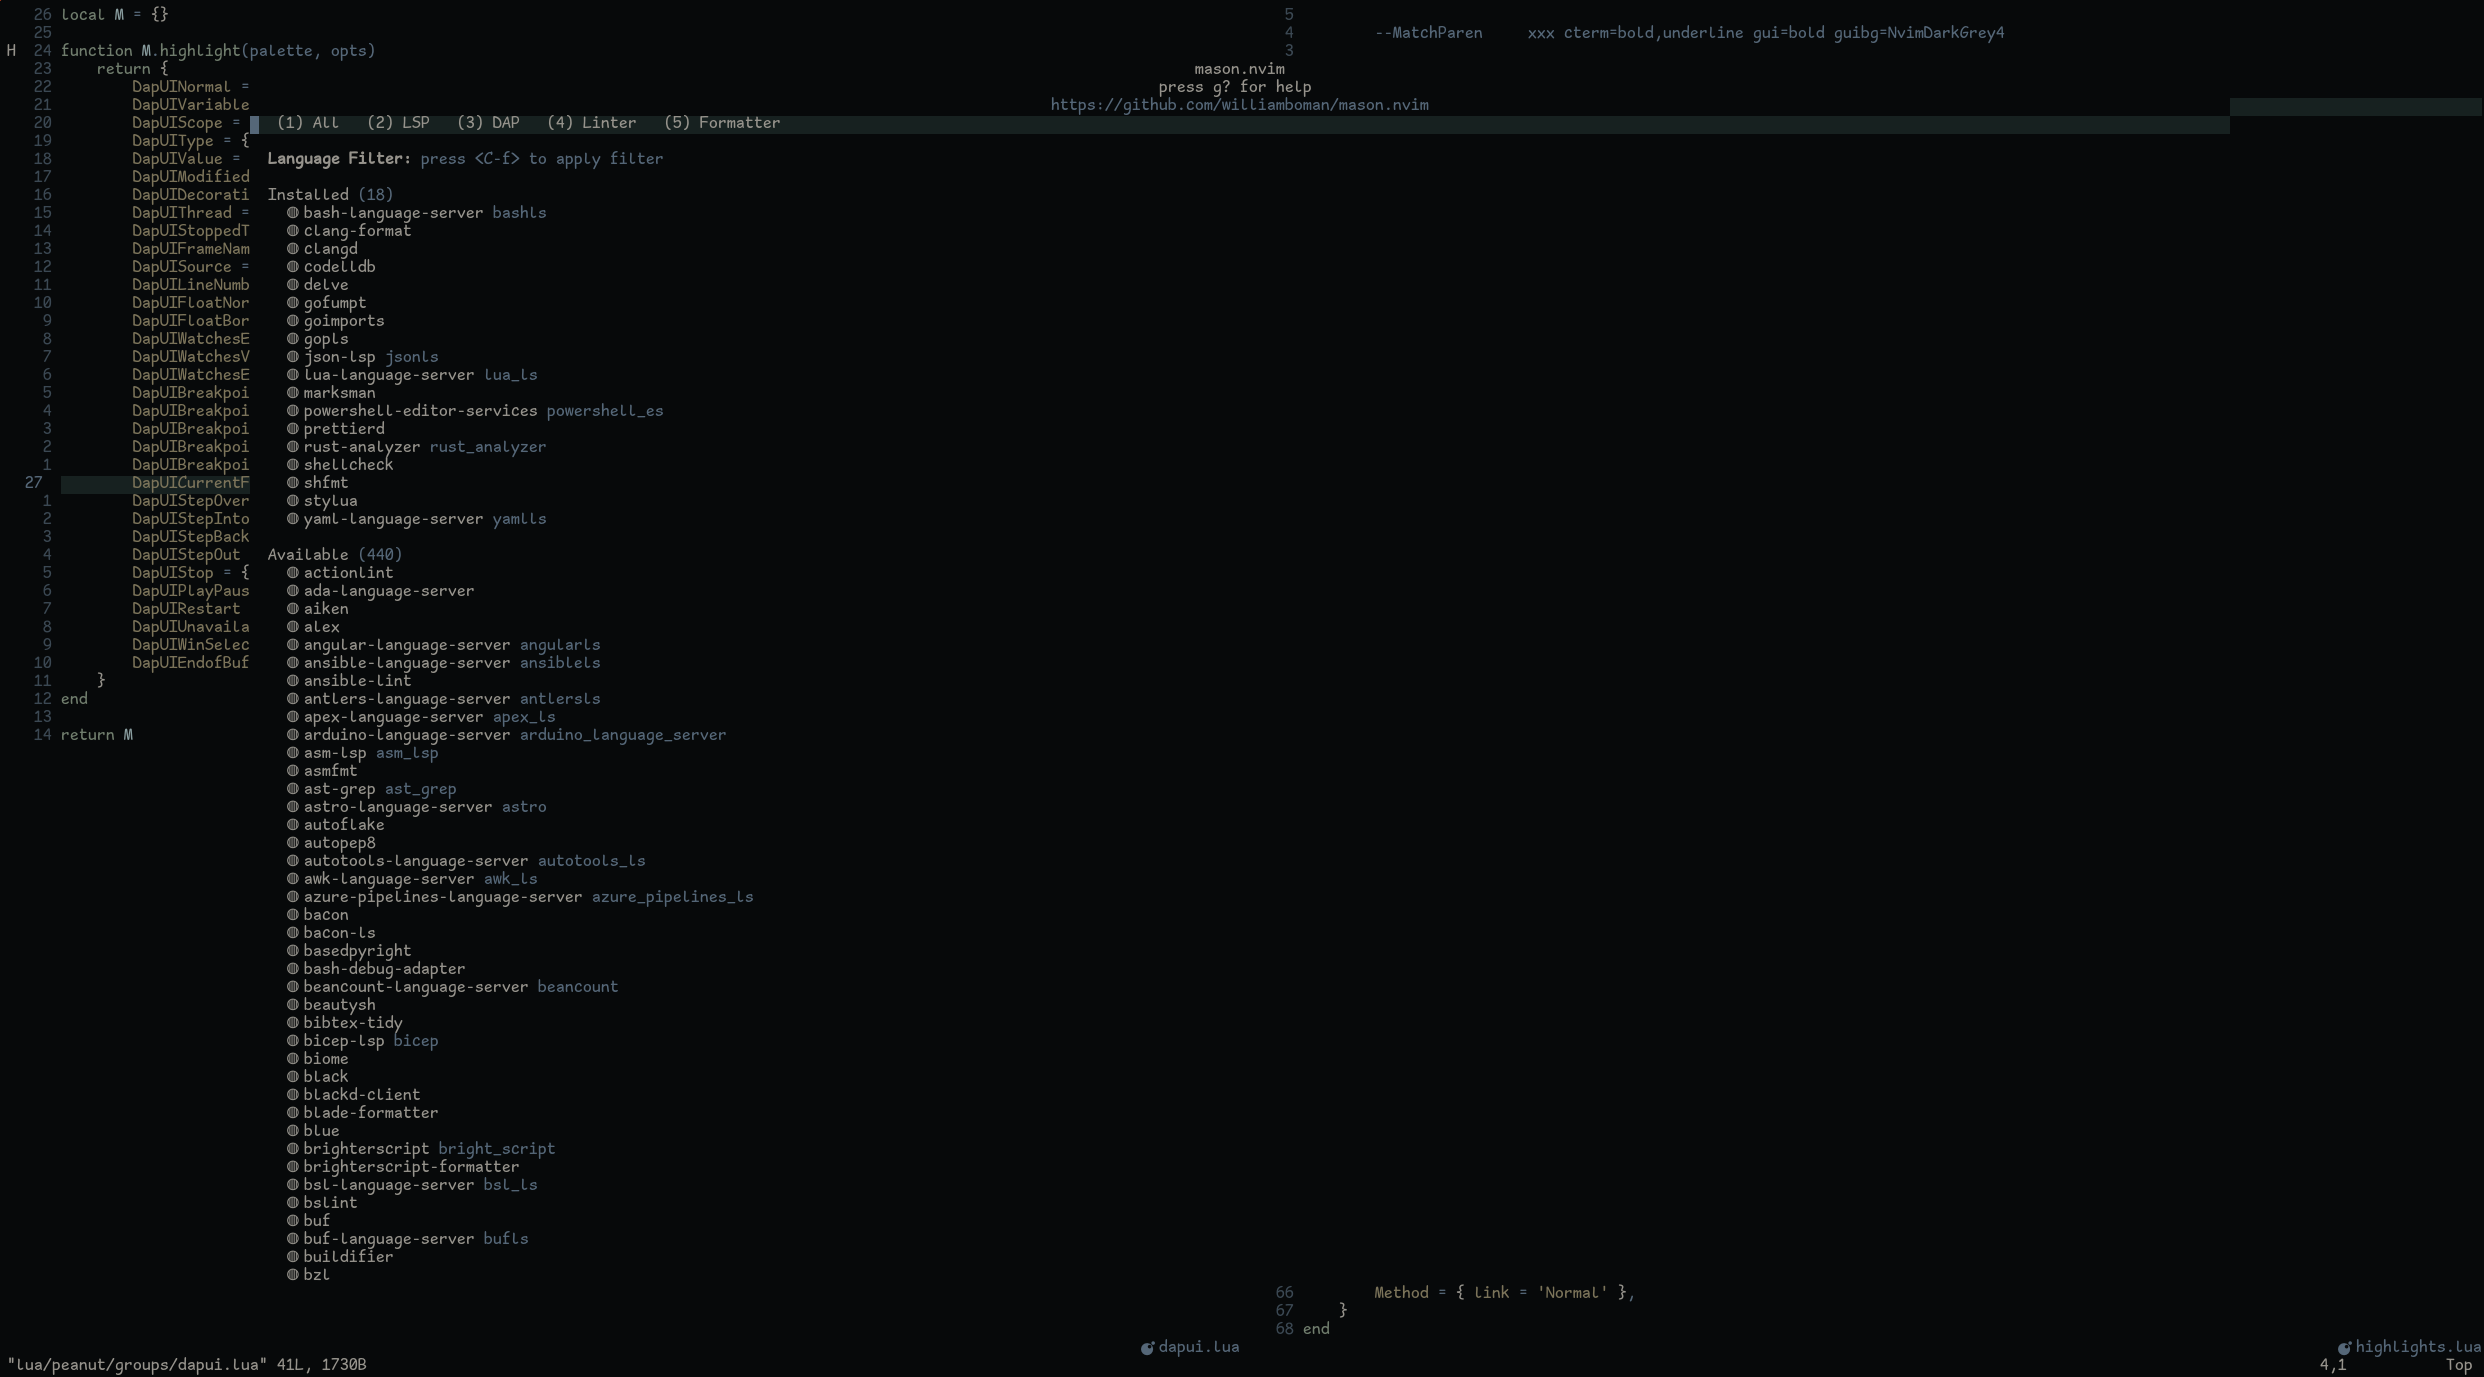 26 local M = {}
25
H 24 function M.highlight(palette, opts)
23 return {
22 DapUINormal =
21 DapUIVariable
20 DapUIScope =
19 DapUIType = {
18 DapUIValue =
17 DapUIModified
16 DapUIDecorati
15 DapUIThread =
14 DapUIStoppedT
13 DapUIFrameNam
12 DapUISource =
11 DapUILineNumb
10 DapUIFloatNor
9 DapUIFloatBor
8 DapUIWatchesE
7 DapUIWatchesV
6 DapUIWatchesE
5 DapUIBreakpoi
4 DapUIBreakpoi
3 DapUIBreakpoi
2 DapUIBreakpoi
1 DapUIBreakpoi
27 DapUICurrentF
1 DapUIStepOver
2 DapUIStepInto
3 DapUIStepBack
4 DapUIStepOut
5 DapUIStop = {
6 DapUIPlayPaus
7 DapUIRestart
8 DapUIUnavaila
9 DapUIWinSelec
10 DapUIEndofBuf
11 }
12 end
13
14 return M
5
4 --MatchParen xxx cterm=bold,underline gui=bold guibg=NvimDarkGrey4
3
mason.nvim
press g? for help
https://github.com/williamboman/mason.nvim
(1) All (2) LSP (3) DAP (4) Linter (5) Formatter
Language Filter: press <C-f> to apply filter
Installed (18)
bash-language-server bashls
clang-format
clangd
codelldb
delve
gofumpt
goimports
gopls
json-lsp jsonls
lua-language-server lua_ls
marksman
powershell-editor-services powershell_es
prettierd
rust-analyzer rust_analyzer
shellcheck
shfmt
stylua
yaml-language-server yamlls
Available (440)
actionlint
ada-language-server
aiken
alex
angular-language-server angularls
ansible-language-server ansiblels
ansible-lint
antlers-language-server antlersls
apex-language-server apex_ls
arduino-language-server arduino_language_server
asm-lsp asm_lsp
asmfmt
ast-grep ast_grep
astro-language-server astro
autoflake
autopep8
autotools-language-server autotools_ls
awk-language-server awk_ls
azure-pipelines-language-server azure_pipelines_ls
bacon
bacon-ls
basedpyright
bash-debug-adapter
beancount-language-server beancount
beautysh
bibtex-tidy
bicep-lsp bicep
biome
black
blackd-client
blade-formatter
blue
brighterscript bright_script
brighterscript-formatter
bsl-language-server bsl_ls
bslint
buf
buf-language-server bufls
buildifier
bzl
66 Method = { link = 'Normal' },
67 }
68 end
dapui.lua
highlights.lua
"lua/peanut/groups/dapui.lua" 41L, 1730B
4,1 Top